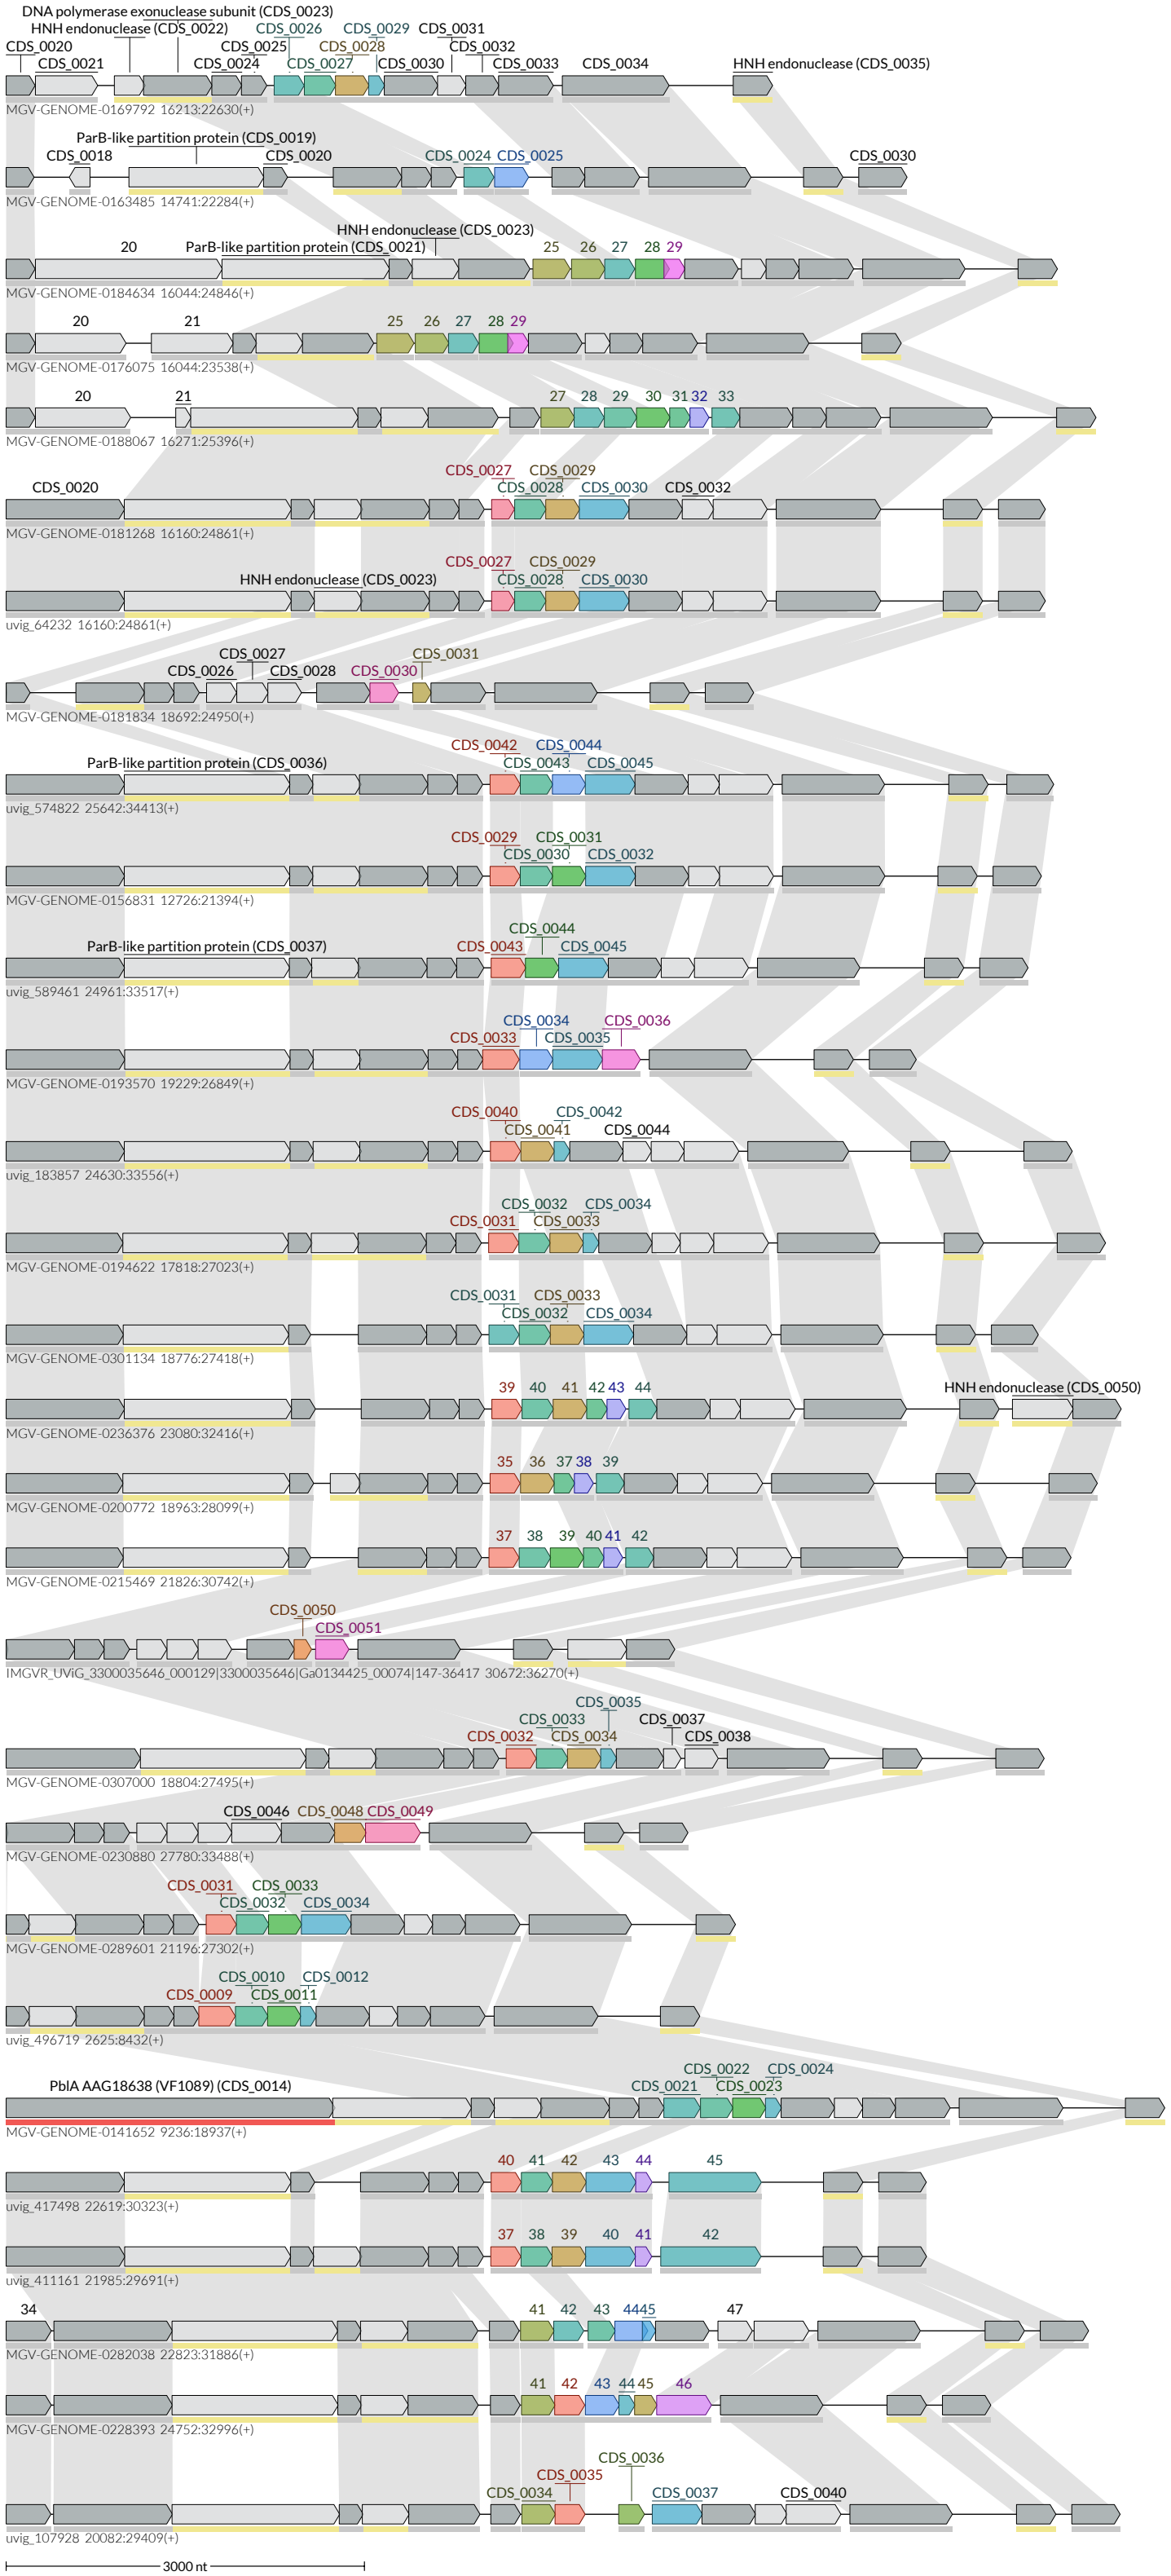 DNA polymerase exonuclease subunit (CDS_0023)
HNH endonuclease (CDS_0022) CDS_0026 CDS_0029 CDS_0031
CDS_0020 CDS_0025 CDS_0028 CDS_0032
CDS_0021 CDS_0024 CDS_0027 CDS_0030 CDS_0033 CDS_0034 HNH endonuclease (CDS_0035)
MGV-GENOME-0169792 16213:22630(+)
ParB-like partition protein (CDS_0019)
CDS_0018 CDS_0020 CDS_0024 CDS_0025 CDS_0030
MGV-GENOME-0163485 14741:22284(+)
HNH endonuclease (CDS_0023)
20 ParB-like partition protein (CDS_0021) 25 26 27 28 29
MGV-GENOME-0184634 16044:24846(+)
20 21 25 26 27 28 29
MGV-GENOME-0176075 16044:23538(+)
20 21 27 28 29 30 31 32 33
MGV-GENOME-0188067 16271:25396(+)
CDS_0027 CDS_0029
CDS_0020 CDS_0028 CDS_0030 CDS_0032
MGV-GENOME-0181268 16160:24861(+)
CDS_0027 CDS_0029
HNH endonuclease (CDS_0023) CDS_0028 CDS_0030
uvig_64232 16160:24861(+)
CDS_0027 CDS_0031
CDS_0026 CDS_0028 CDS_0030
MGV-GENOME-0181834 18692:24950(+)
CDS_0042 CDS_0044
ParB-like partition protein (CDS_0036) CDS_0043 CDS_0045
uvig_574822 25642:34413(+)
CDS_0029 CDS_0031
CDS_0030 CDS_0032
MGV-GENOME-0156831 12726:21394(+)
CDS_0044
ParB-like partition protein (CDS_0037) CDS_0043 CDS_0045
uvig_589461 24961:33517(+)
CDS_0034 CDS_0036
CDS_0033 CDS_0035
MGV-GENOME-0193570 19229:26849(+)
CDS_0040 CDS_0042
CDS_0041 CDS_0044
uvig_183857 24630:33556(+)
CDS_0032 CDS_0034
CDS_0031 CDS_0033
MGV-GENOME-0194622 17818:27023(+)
CDS_0031 CDS_0033
CDS_0032 CDS_0034
MGV-GENOME-0301134 18776:27418(+)
39 40 41 42 43 44 HNH endonuclease (CDS_0050)
MGV-GENOME-0236376 23080:32416(+)
35 36 37 38 39
MGV-GENOME-0200772 18963:28099(+)
37 38 39 40 41 42
MGV-GENOME-0215469 21826:30742(+)
CDS_0050
CDS_0051
IMGVR_UViG_3300035646_000129|3300035646|Ga0134425_00074|147-36417 30672:36270(+)
CDS_0035
CDS_0033 CDS_0037
CDS_0032 CDS_0034 CDS_0038
MGV-GENOME-0307000 18804:27495(+)
CDS_0046 CDS_0048 CDS_0049
MGV-GENOME-0230880 27780:33488(+)
CDS_0031 CDS_0033
CDS_0032 CDS_0034
MGV-GENOME-0289601 21196:27302(+)
CDS_0010 CDS_0012
CDS_0009 CDS_0011
uvig_496719 2625:8432(+)
CDS_0022 CDS_0024
PblA AAG18638 (VF1089) (CDS_0014) CDS_0021 CDS_0023
MGV-GENOME-0141652 9236:18937(+)
40 41 42 43 44 45
uvig_417498 22619:30323(+)
37 38 39 40 41 42
uvig_411161 21985:29691(+)
34 41 42 43 44 45 47
MGV-GENOME-0282038 22823:31886(+)
41 42 43 44 45 46
MGV-GENOME-0228393 24752:32996(+)
CDS_0036
CDS_0035
CDS_0034 CDS_0037 CDS_0040
uvig_107928 20082:29409(+)
3000 nt